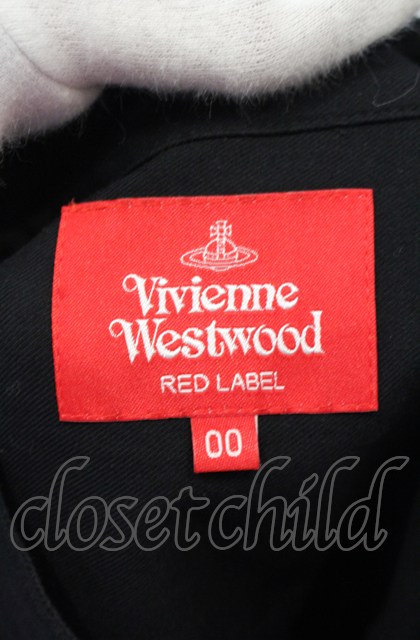 Vivienne
Westwood
RED LABEL
00
closetchild